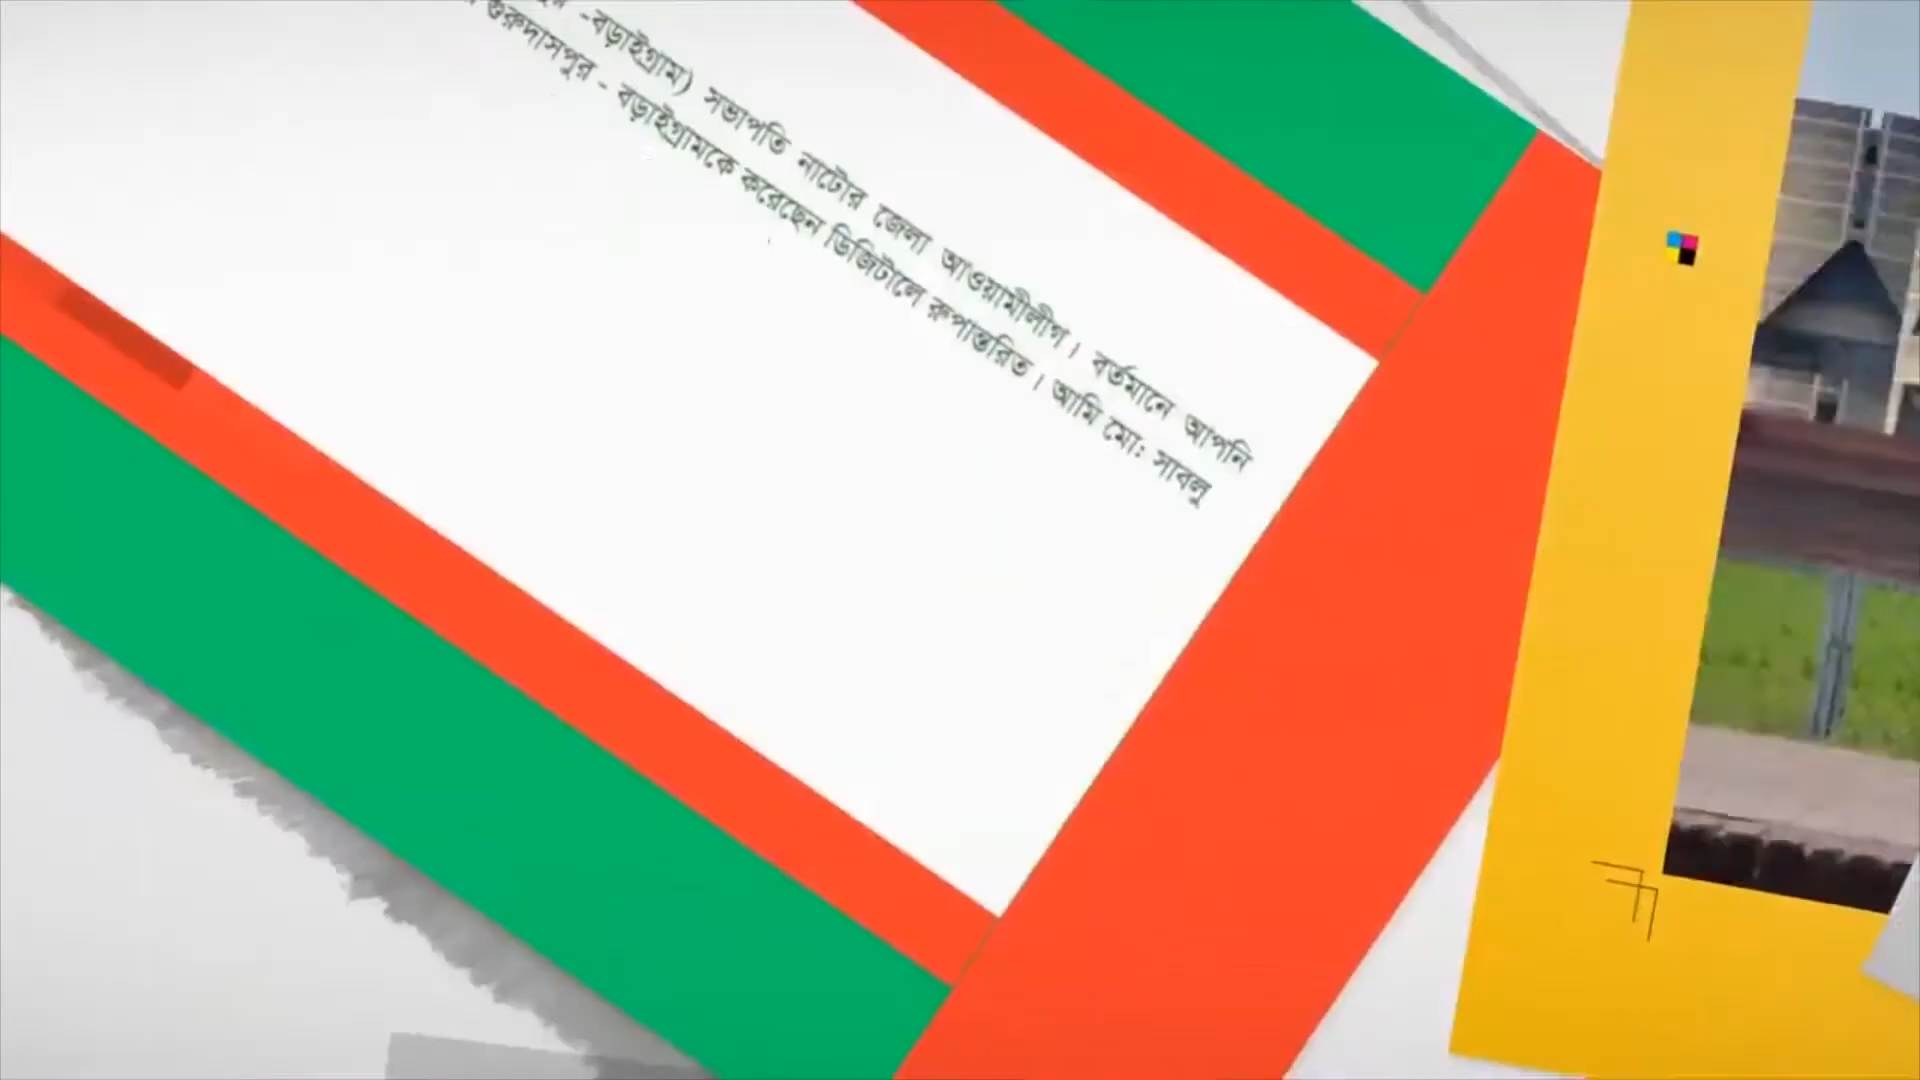 -বড়াইগ্রাম) সভাপতি নাটোর জেলা আওয়ামীলীগ। বর্তমানে আপনি
গুরুদাসপুর - বড়াইগ্রামকে করেছেন ডিজিটালে রুপান্তরিত। আমি মো: সাবলু